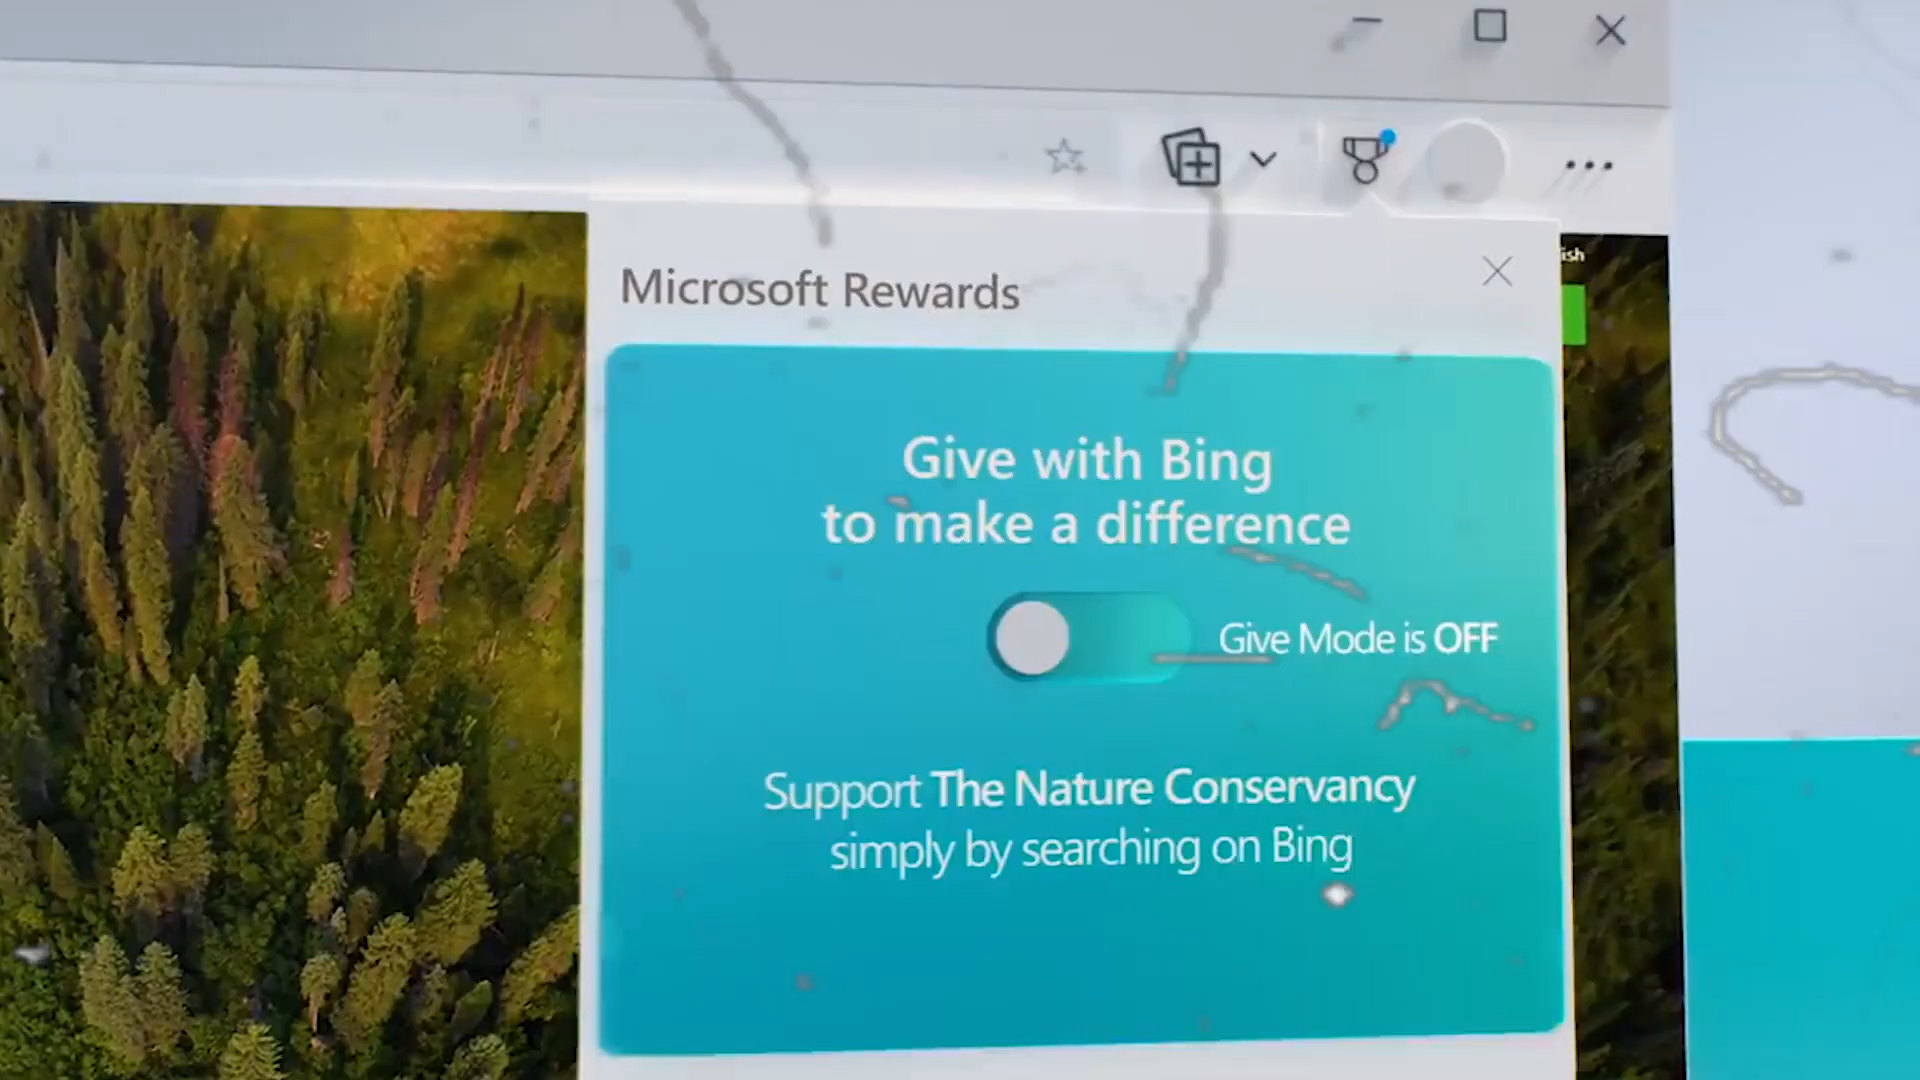 ish
Microsoft Rewards
Give with Bing
to make a difference
Give Mode is OFF
Support The Nature Conservancy
simply by searching on Bing